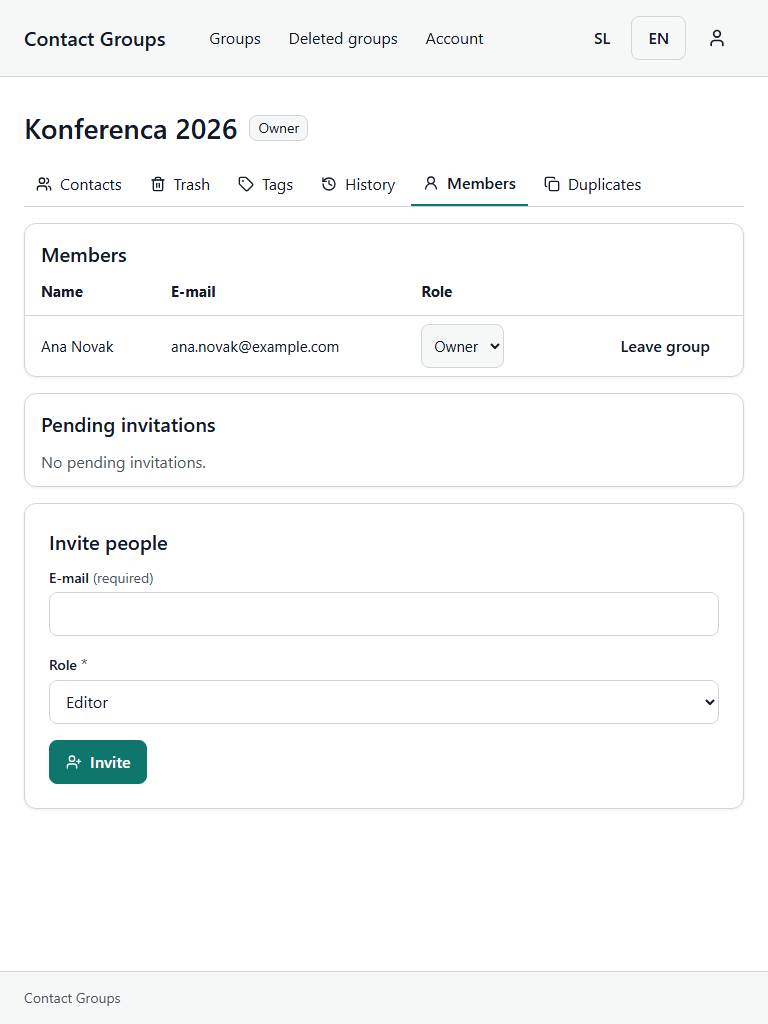 Contact Groups Groups Deleted groups Account SL EN
Konferenca 2026 Owner
Contacts Trash Tags History Members Duplicates
Members
Name E-mail Role
Ana Novak ana.novak@example.com Owner Leave group
Pending invitations
No pending invitations.
Invite people
E-mail (required)
Role *
Editor
Invite
Contact Groups